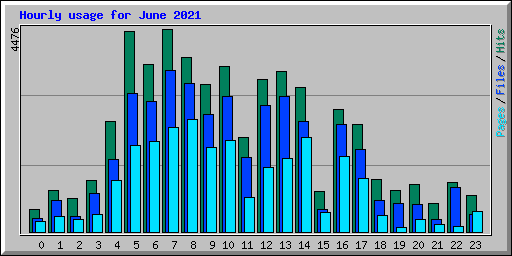 Hourly usage for June 2021
4476
Pages/Files/Hits
0 1 2 3 4 5 6 7 8 9 10 11 12 13 14 15 16 17 18 19 20 21 22 23